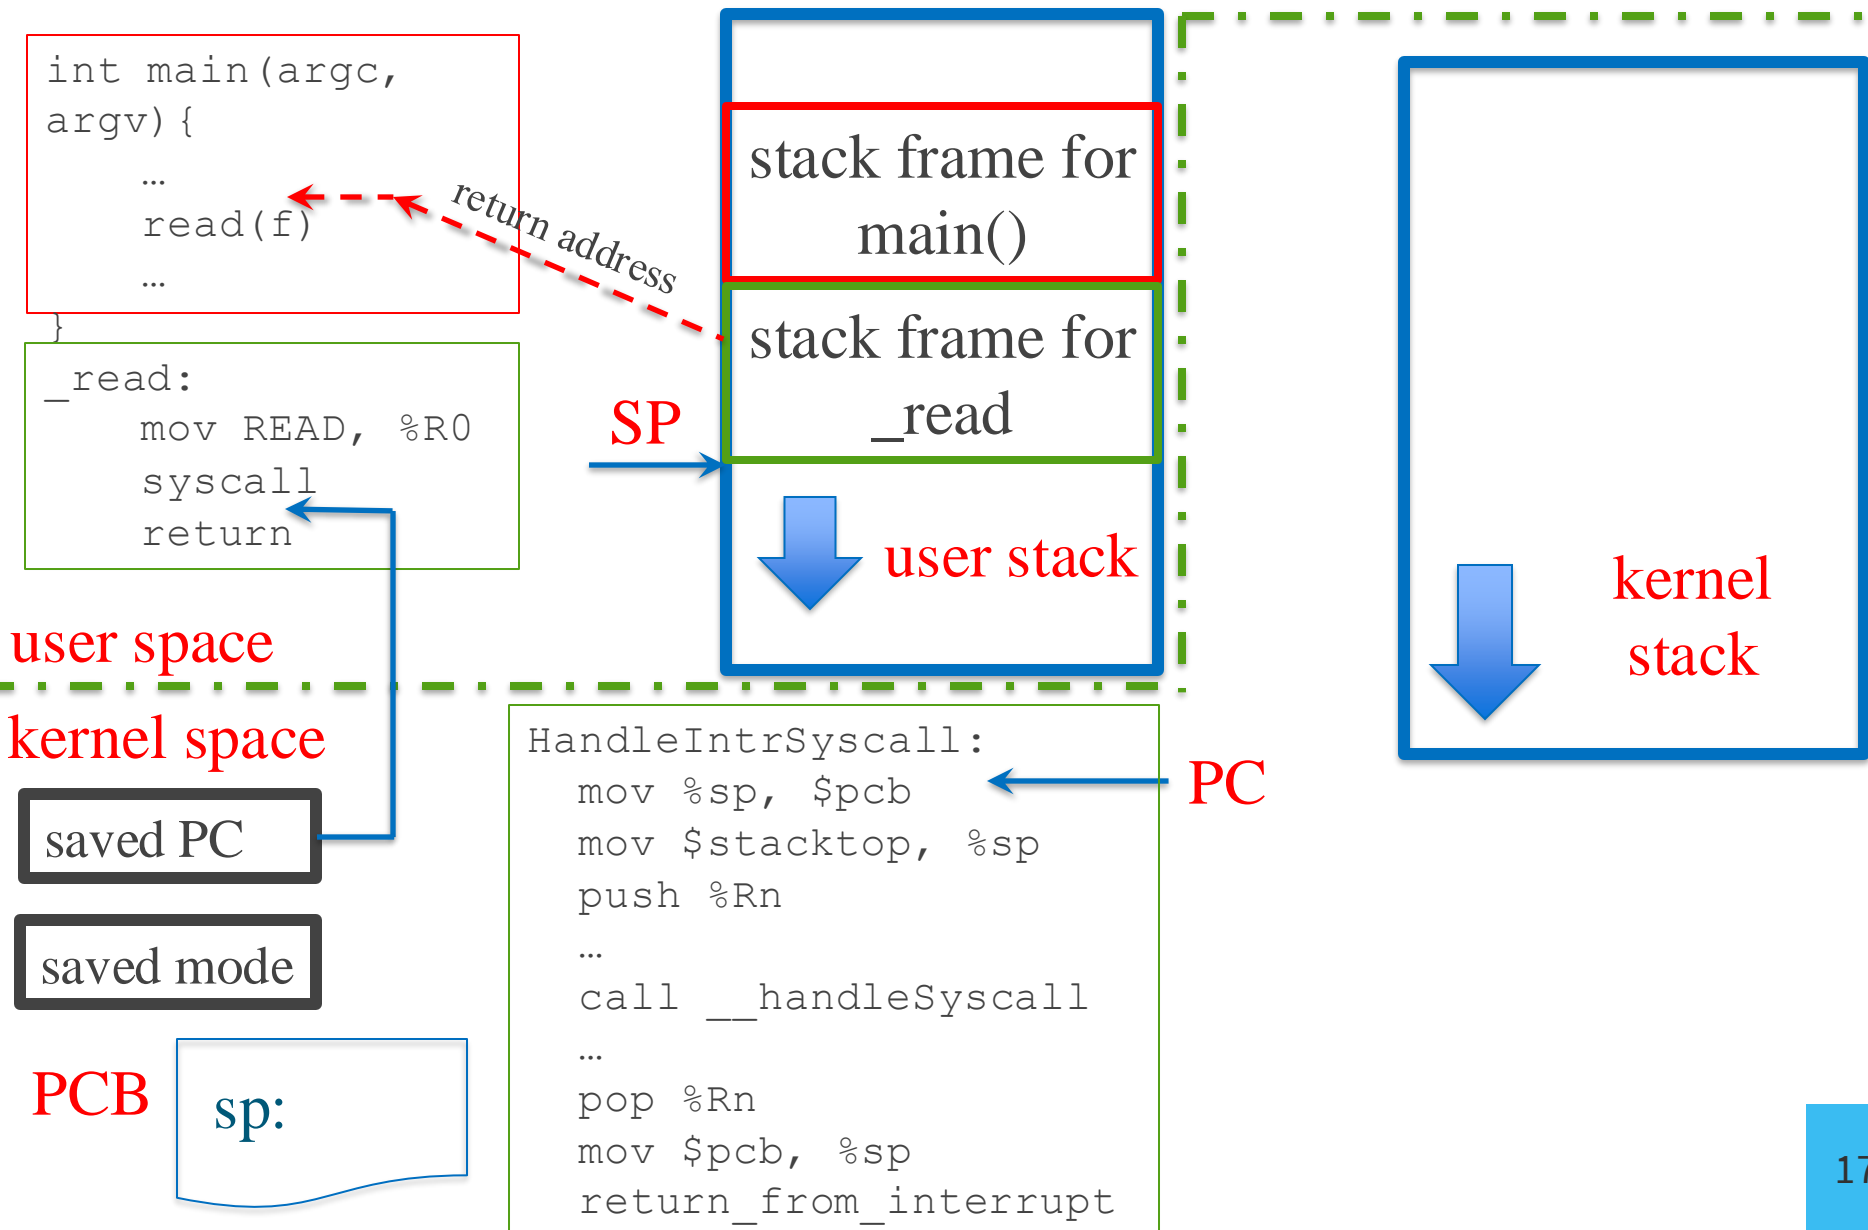 int main(argc,
argv){
…
read(f)
…
}
_read:
mov READ, %R0
syscall
return
return address
SP
stack frame for
main()
stack frame for
_read
user stack
kernel
stack
user space
kernel space
saved PC
saved mode
PCB
sp:
HandleIntrSyscall:
mov %sp, $pcb
mov $stacktop, %sp
push %Rn
…
call __handleSyscall
…
pop %Rn
mov $pcb, %sp
return_from_interrupt
PC
17